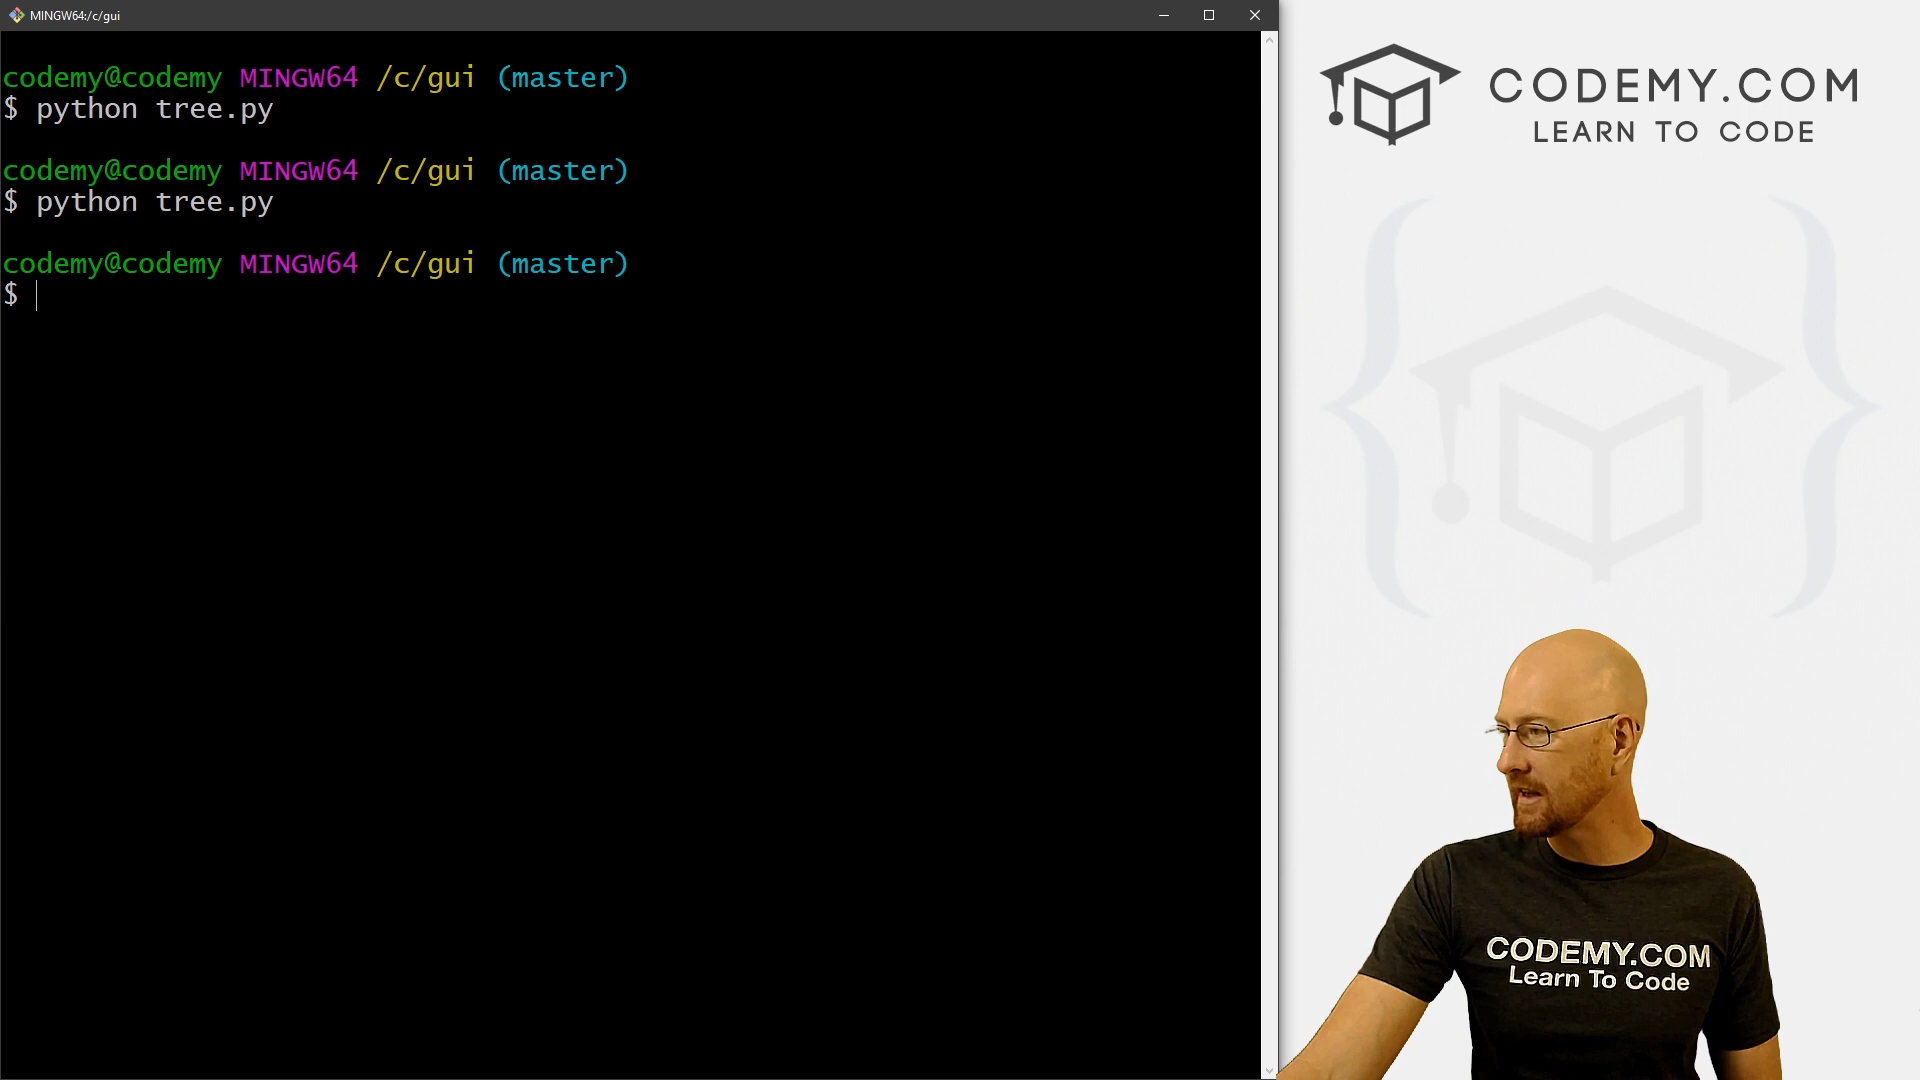 MINGW64:/c/gui
codemy@codemy MINGW64 /c/gui (master)
$ python tree.py
codemy@codemy MINGW64 /c/gui (master)
$ python tree.py
codemy@codemy MINGW64 /c/gui (master)
$
CODEMY.COM
LEARN TO CODE
CODEMY.COM
Learn To Code